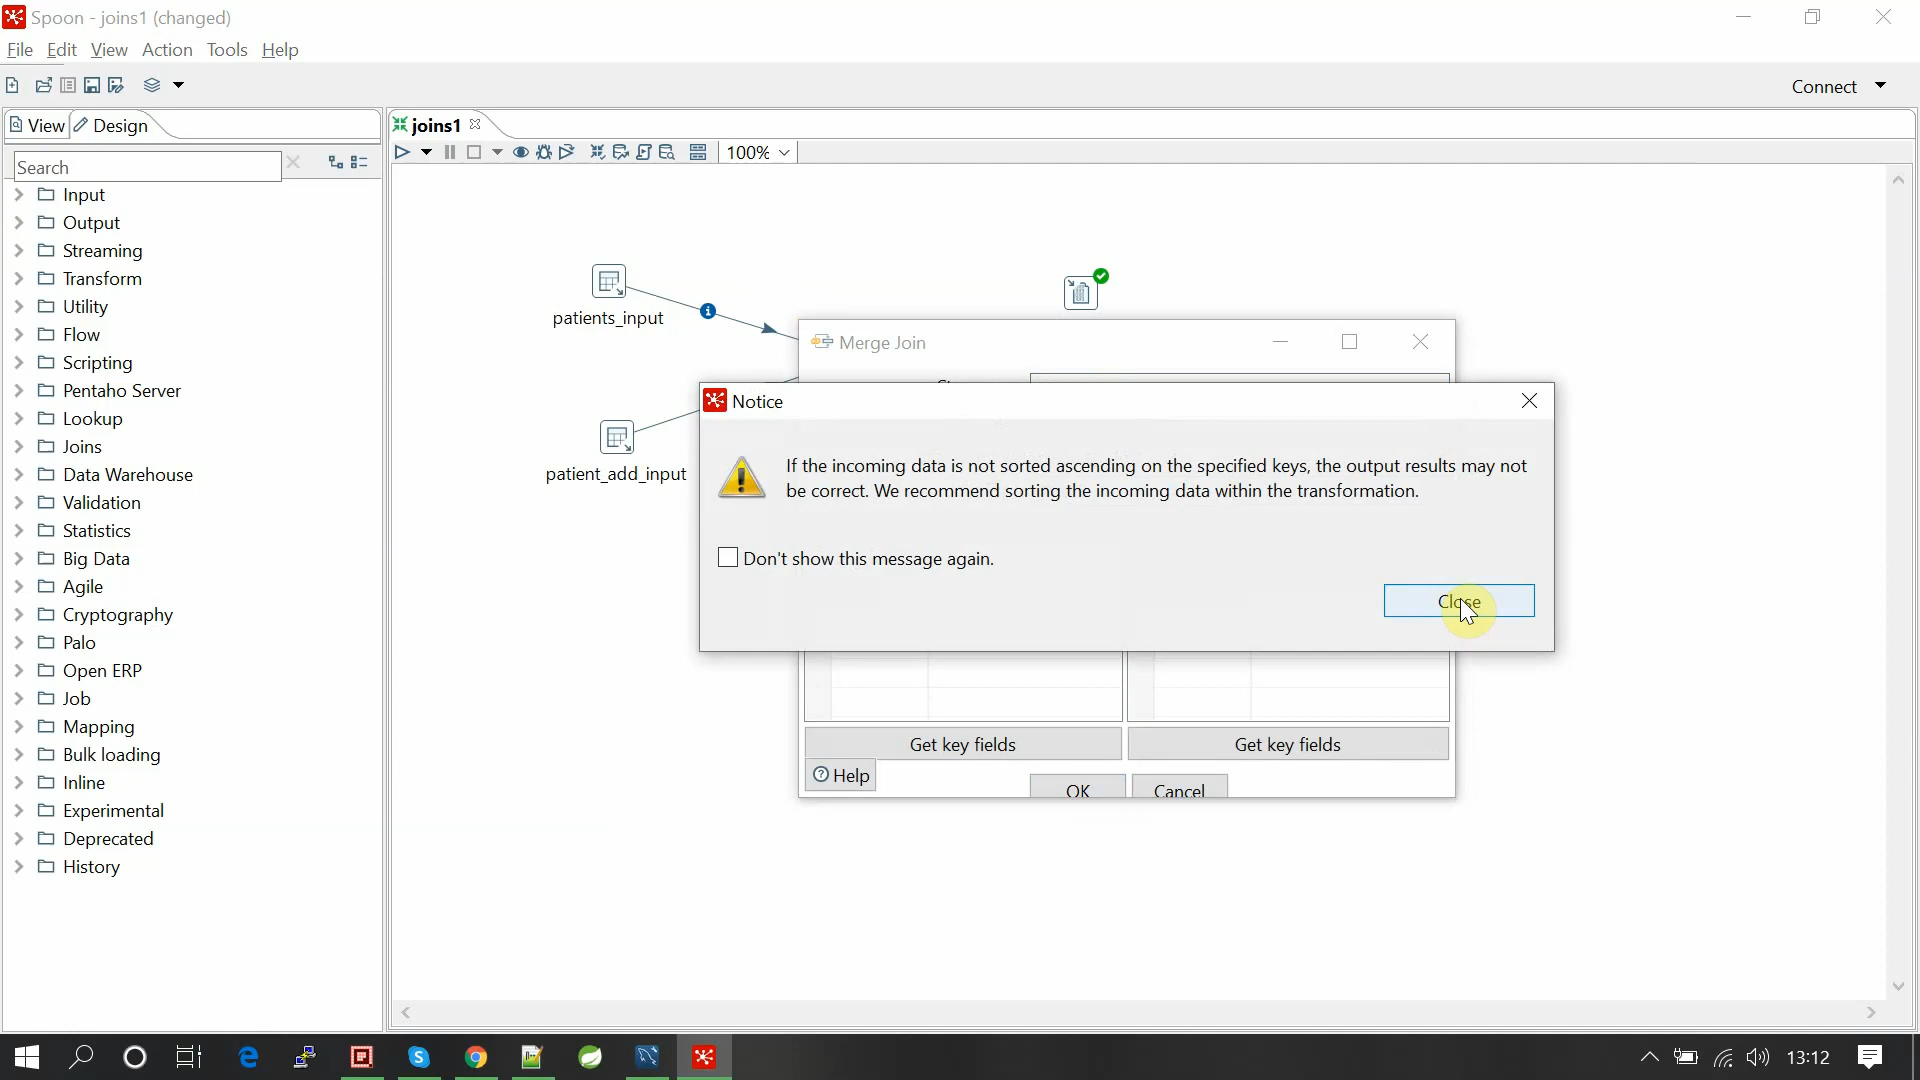 Spoon - joins1 (changed)
File Edit View Action Tools Help
Connect
View Design
joins1
100%
Search
Input
Output
Streaming
Transform
Utility
Flow
Scripting
Pentaho Server
Lookup
Joins
Data Warehouse
Validation
Statistics
Big Data
Agile
Cryptography
Palo
Open ERP
Job
Mapping
Bulk loading
Inline
Experimental
Deprecated
History
patients_input
patient_add_input
Merge Join
Notice
If the incoming data is not sorted ascending on the specified keys, the output results may not
be correct. We recommend sorting the incoming data within the transformation.
Don't show this message again.
Close
Get key fields Get key fields
Help
OK Cancel
13:12